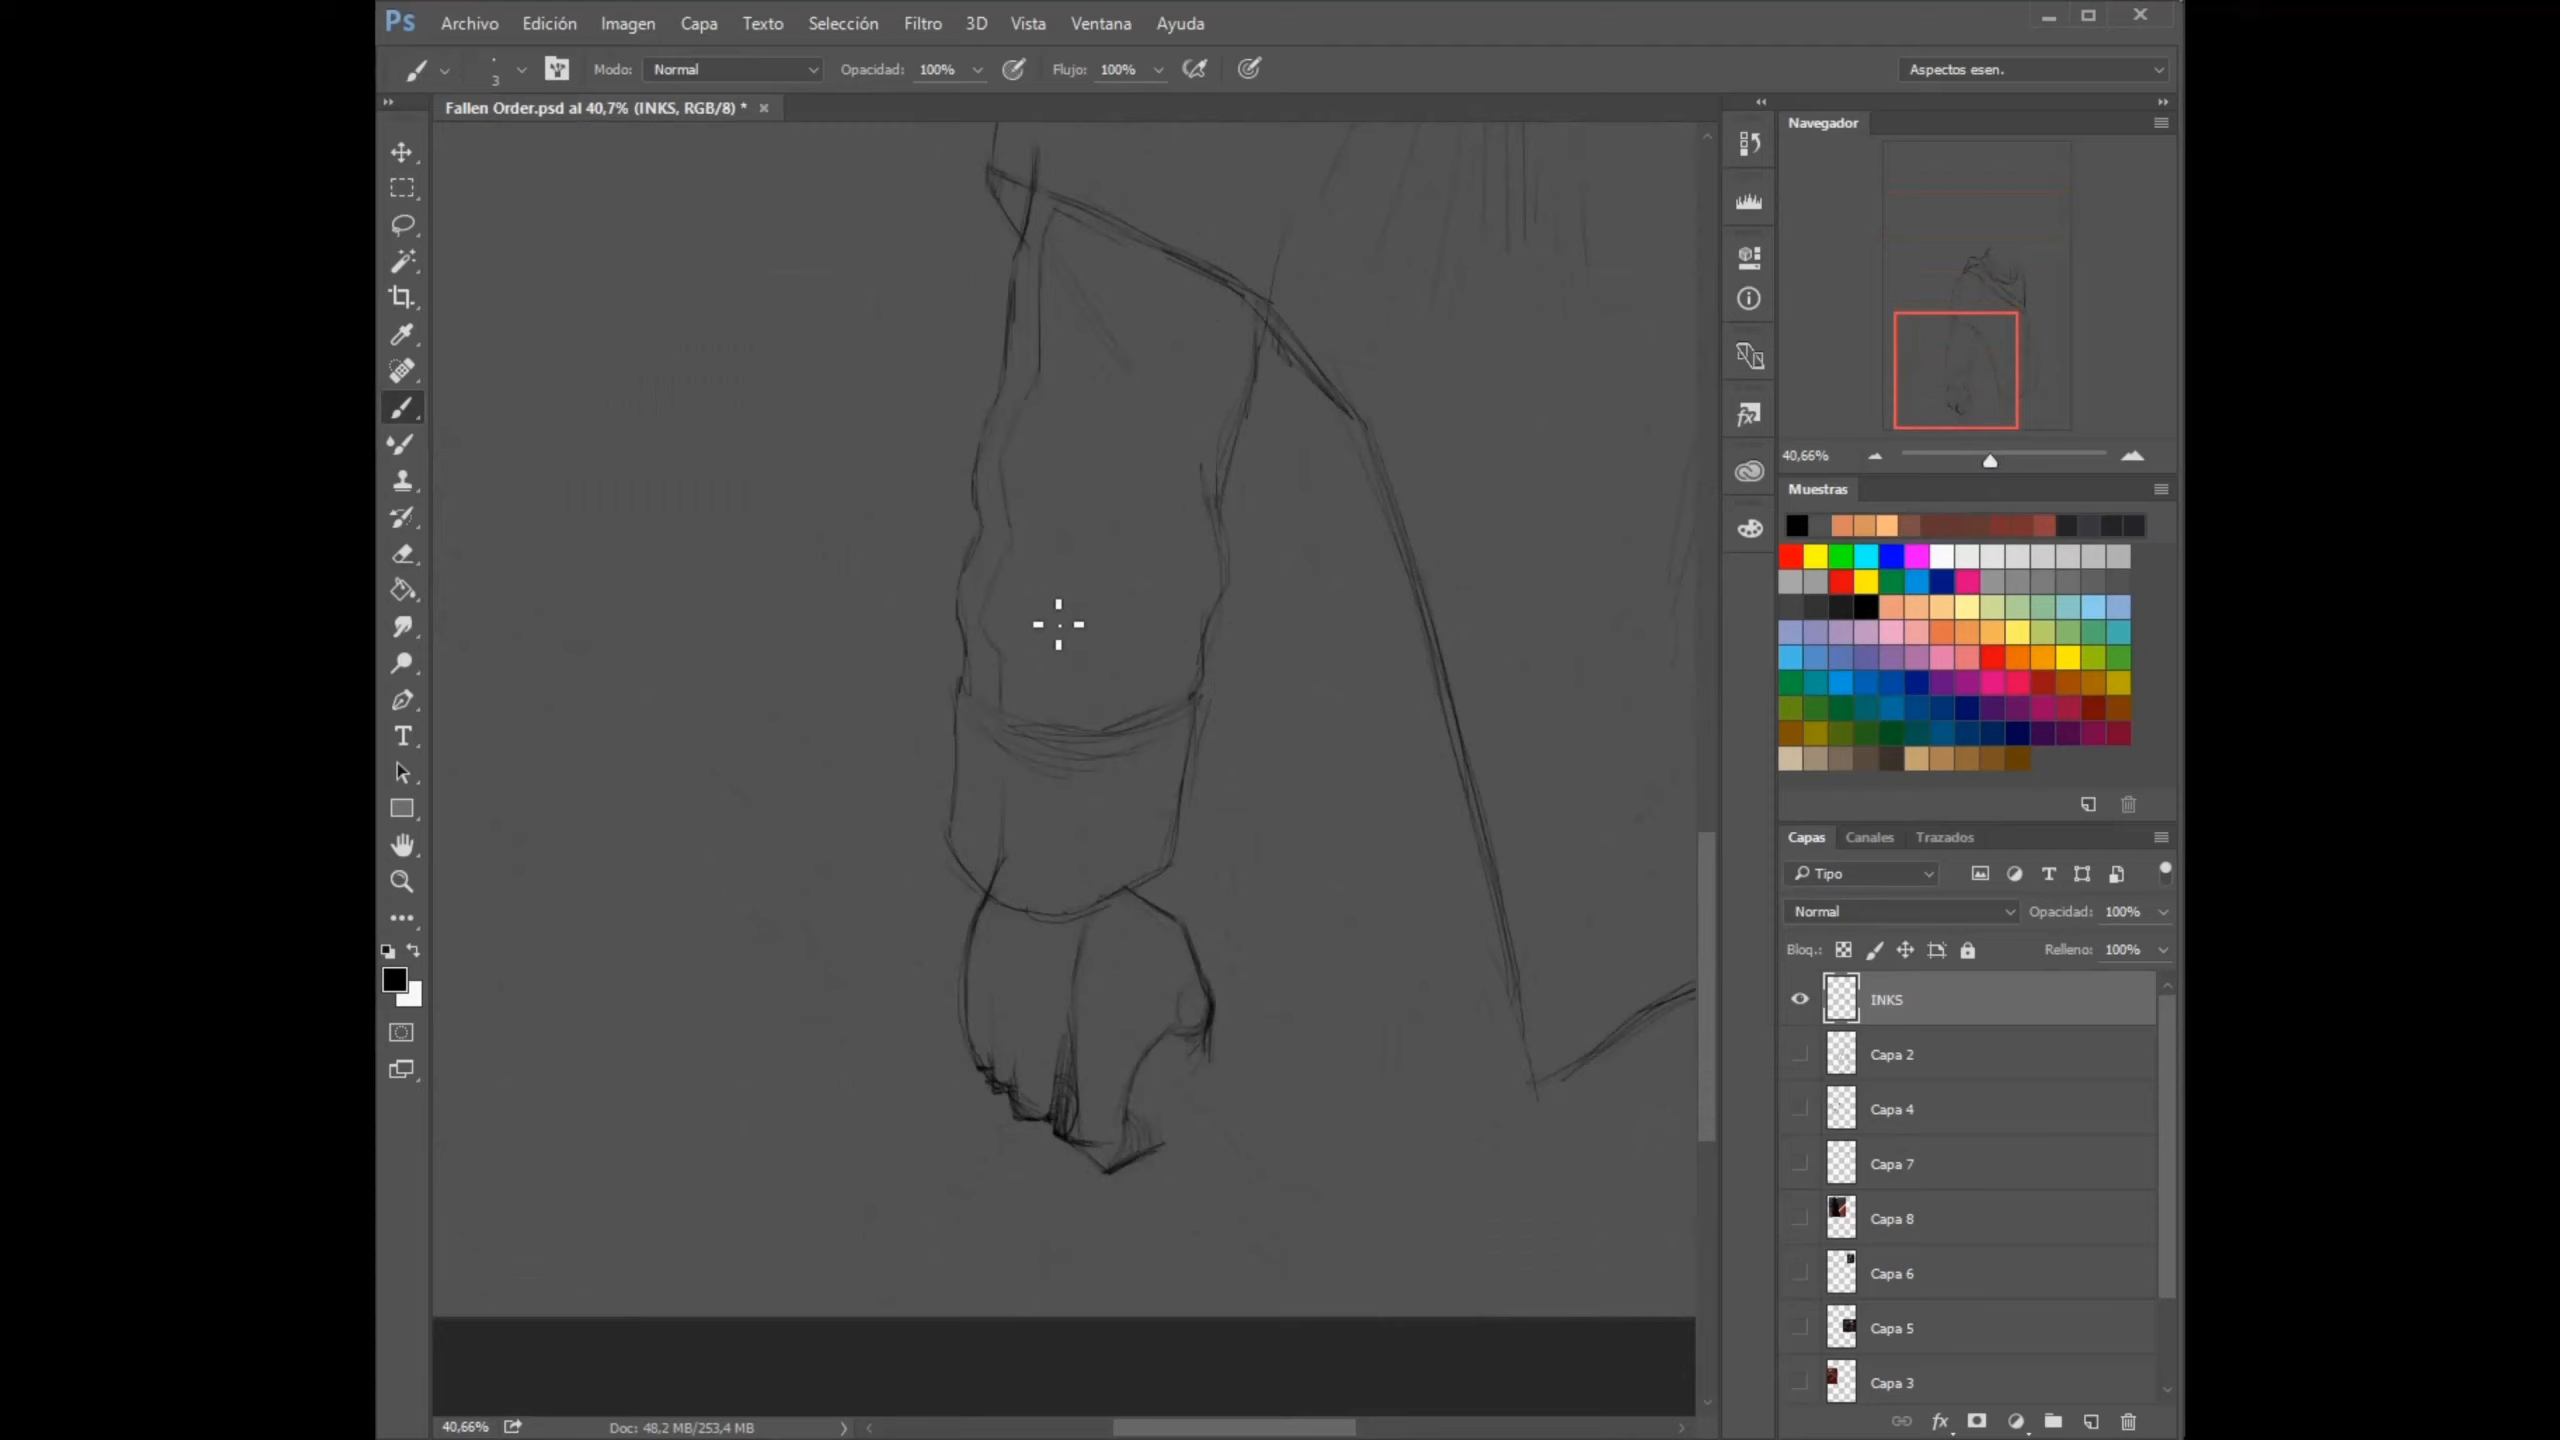 Ps Archivo Edición Imagen Capa Texto Selección Filtro 3D Vista Ventana Ayuda
3 Modo: Normal Opacidad: 100% Flujo: 100% Aspectos esen.
Fallen Order.psd al 40,7% (INKS, RGB/8) *
Navegador
40,66%
Muestras
Capas Canales Trazados
Tipo
Normal Opacidad: 100%
Bloq.: Relleno: 100%
INKS
Capa 2
Capa 4
Capa 7
Capa 8
Capa 6
Capa 5
Capa 3
40,66% Doc: 48,2 MB/253,4 MB